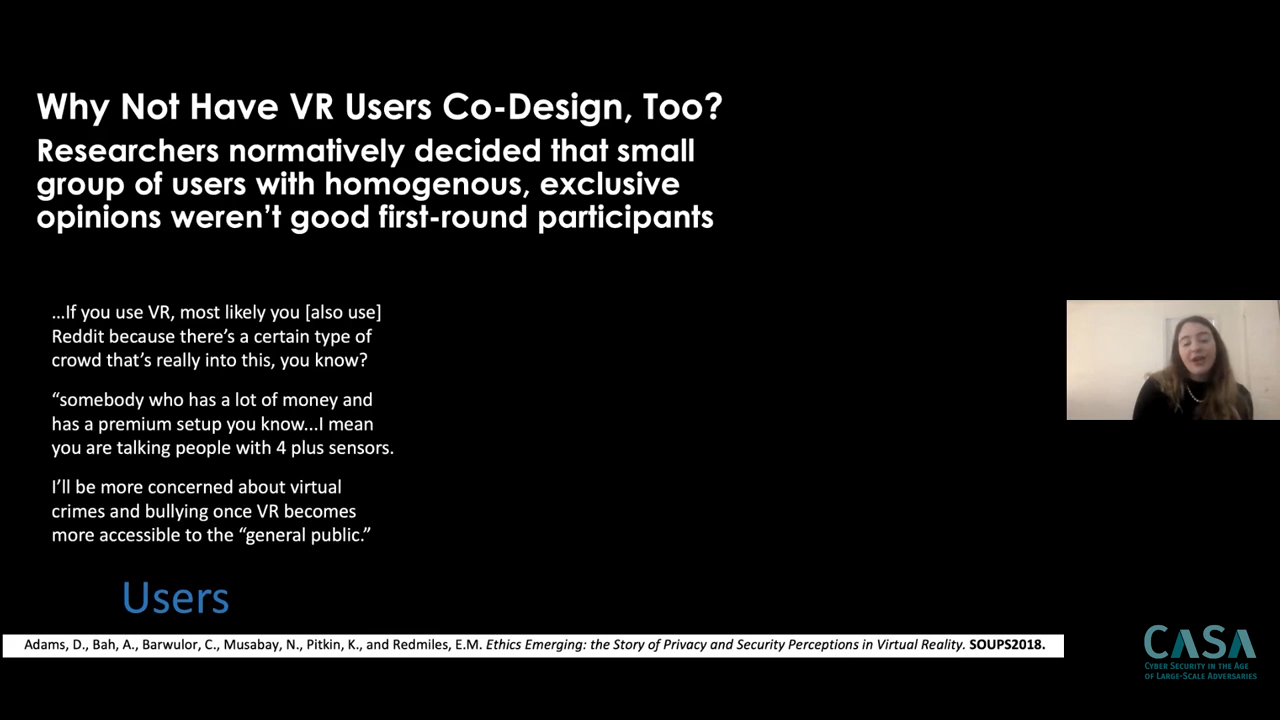 Why Not Have VR Users Co-Design, Too?
Researchers normatively decided that small
group of users with homogenous, exclusive
opinions weren't good first-round participants
...If you use VR, most likely you [also use]
Reddit because there's a certain type of
crowd that's really into this, you know?
“somebody who has a lot of money and
has a premium setup you know...I mean
you are talking people with 4 plus sensors.
I'll be more concerned about virtual
crimes and bullying once VR becomes
more accessible to the “general public.”
Users
Adams, D., Bah, A., Barwulor, C., Musabay, N., Pitkin, K., and Redmiles, E.M. Ethics Emerging: the Story of Privacy and Security Perceptions in Virtual Reality. SOUPS2018.
CASA
CYBER SECURITY IN THE AGE
OF LARGE-SCALE ADVERSARIES